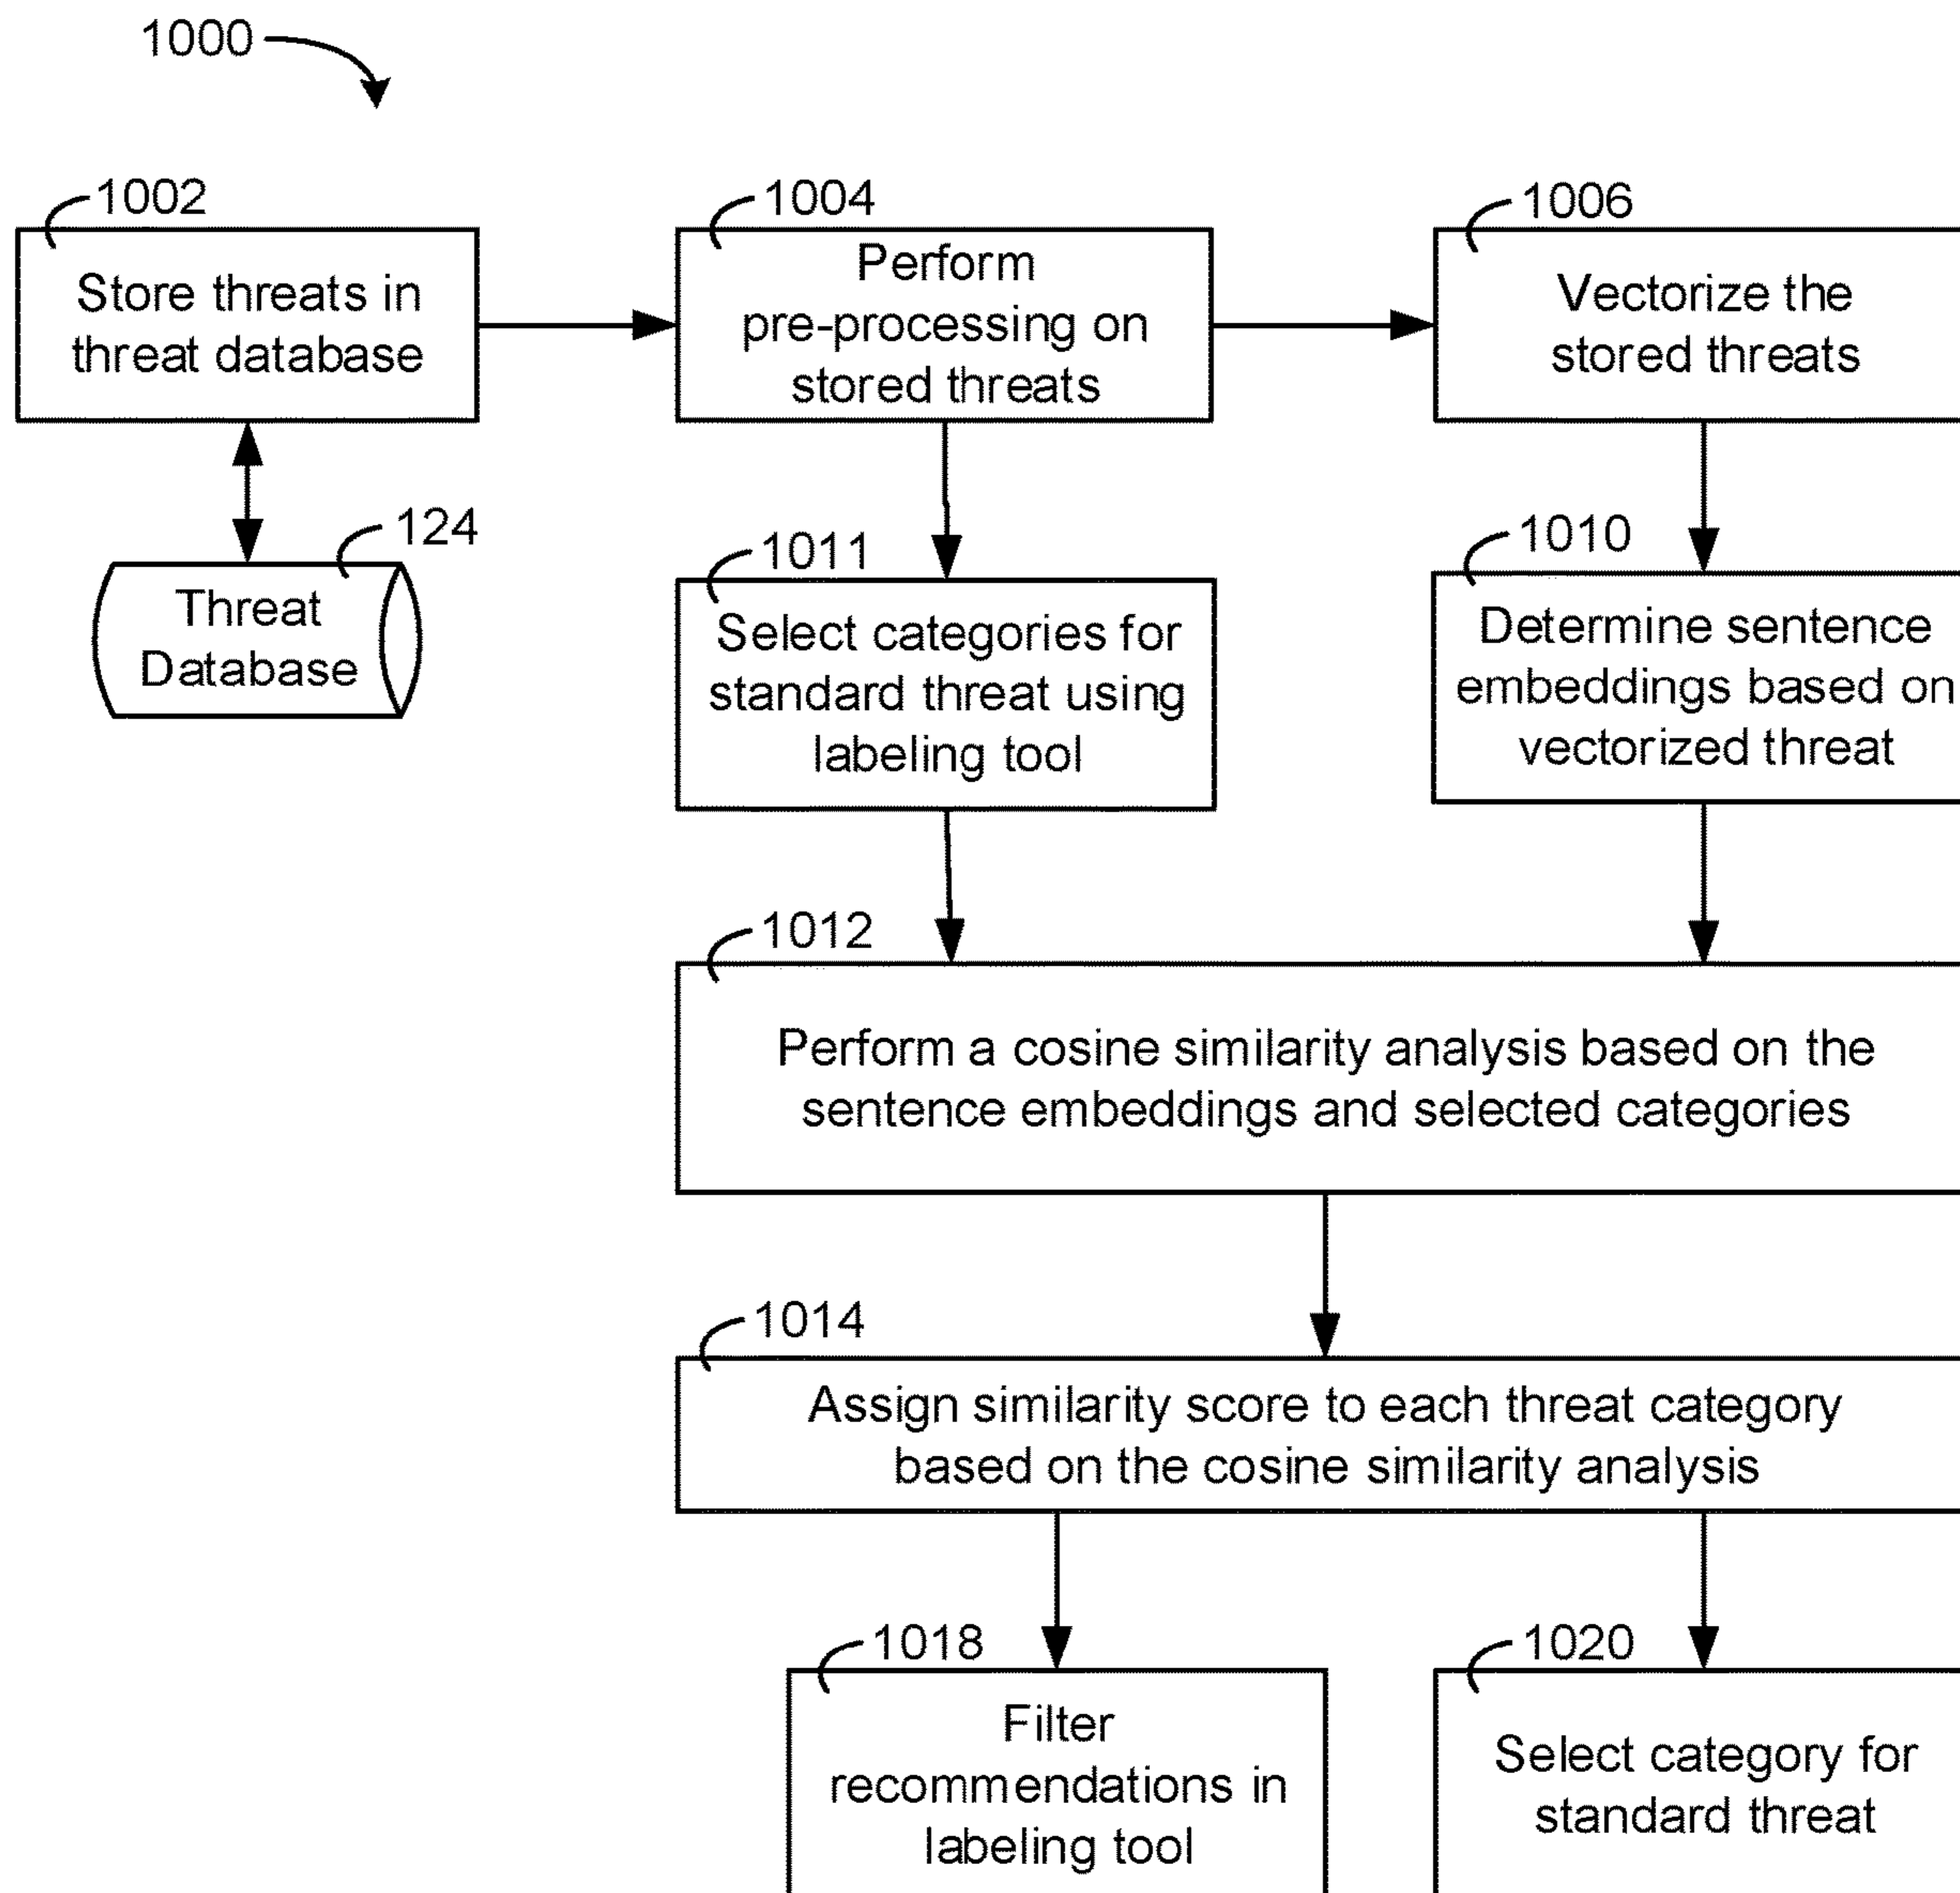 1000
1002
Store threats in
threat database
1004
Perform
pre-processing on
stored threats
1006
Vectorize the
stored threats
124
Threat
Database
1011
Select categories for
standard threat using
labeling tool
1010
Determine sentence
embeddings based on
vectorized threat
1012
Perform a cosine similarity analysis based on the
sentence embeddings and selected categories
1014
Assign similarity score to each threat category
based on the cosine similarity analysis
1018
Filter
recommendations in
labeling tool
1020
Select category for
standard threat